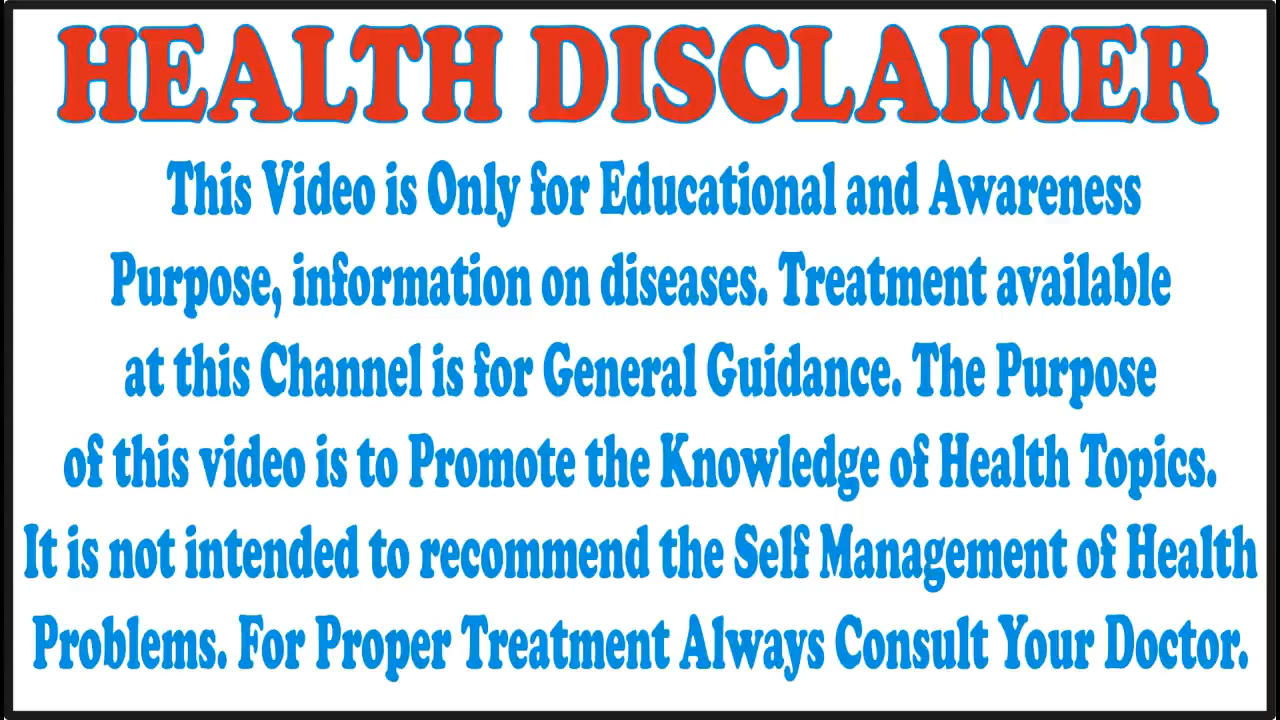 HEALTH DISCLAIMER
This Video is Only for Educational and Awareness
Purpose, information on diseases. Treatment available
at this Channel is for General Guidance. The Purpose
of this video is to Promote the Knowledge of Health Topics.
It is not intended to recommend the Self Management of Health
Problems. For Proper Treatment Always Consult Your Doctor.